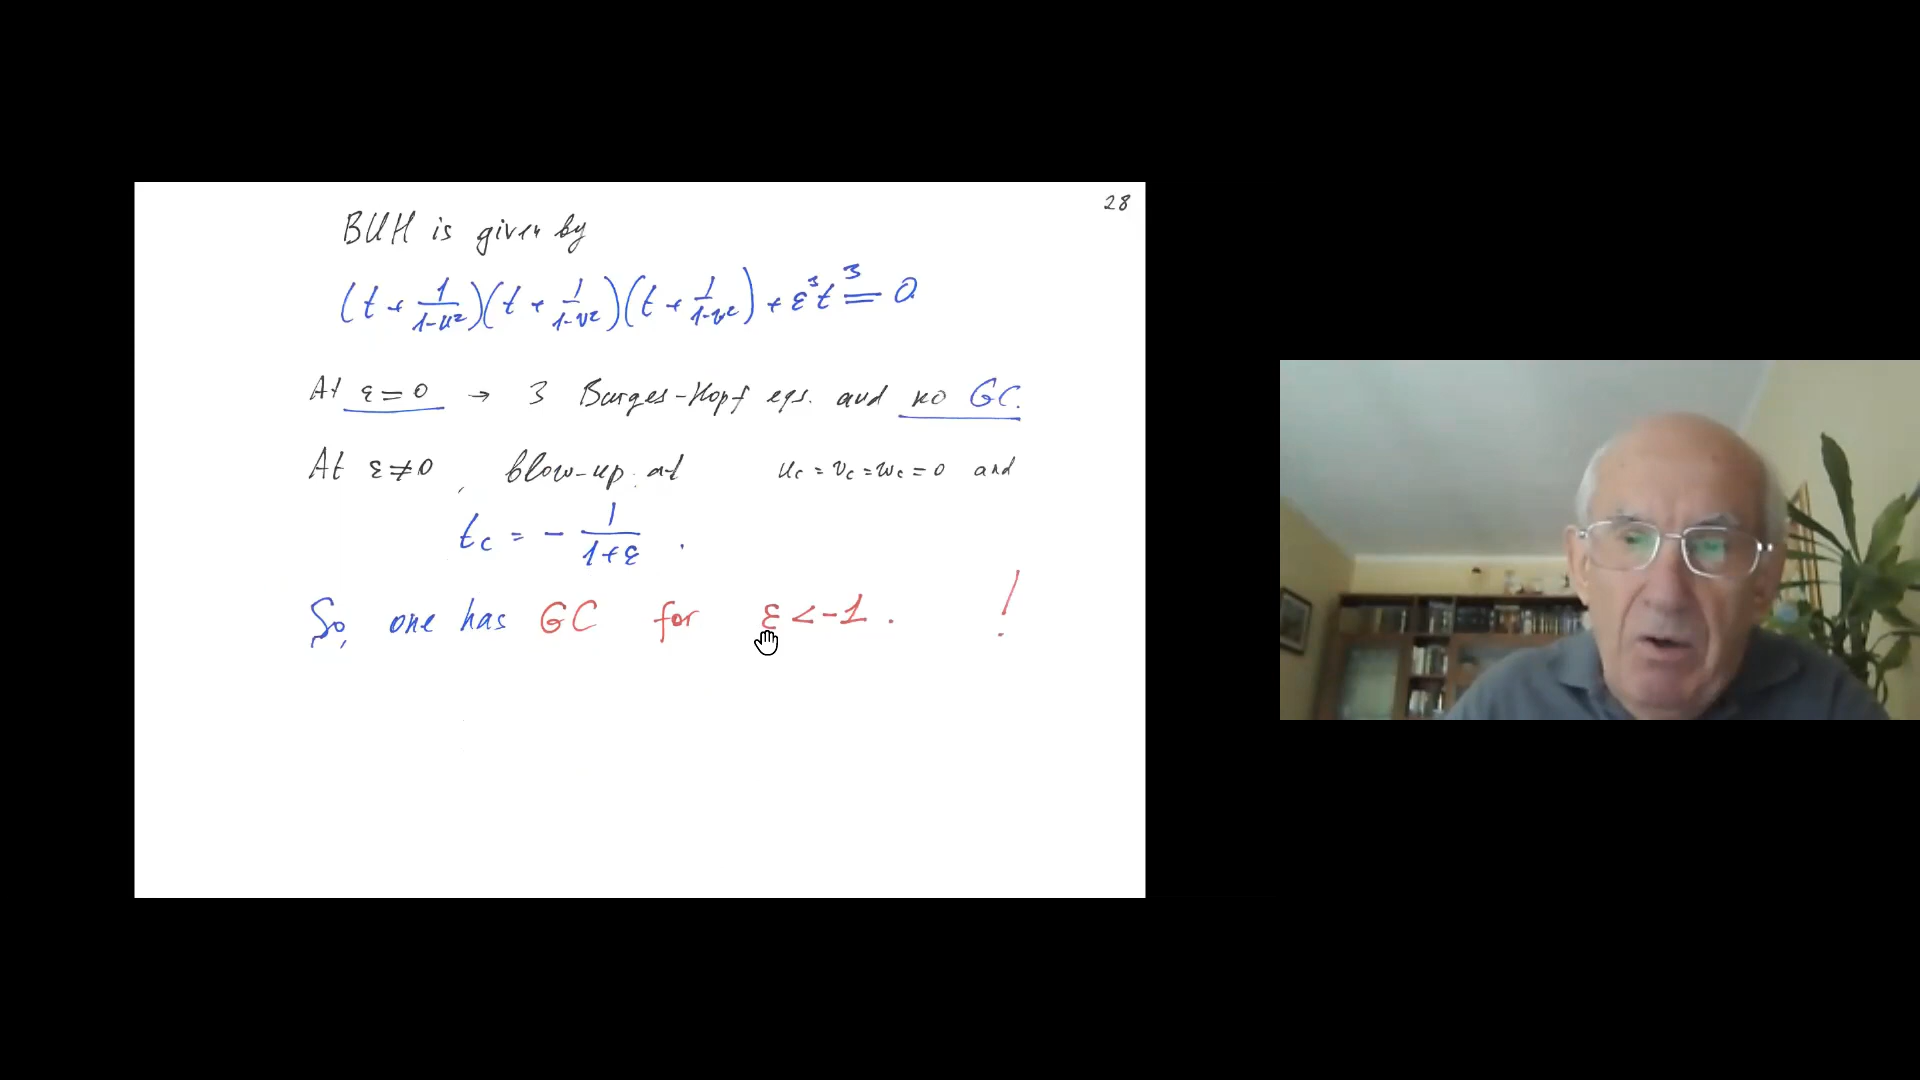 28
BUH is given by
(t + 1/(1-u²))(t + 1/(1-v²))(t + 1/(1-w²)) + ε³t³ = 0
At ε = 0 → 3 Burges-Hopf eqs. and no GC.
At ε ≠ 0, blow-up at u_c = v_c = w_c = 0 and
t_c = - 1/(1+ε) .
So, one has GC for ε < -1. !